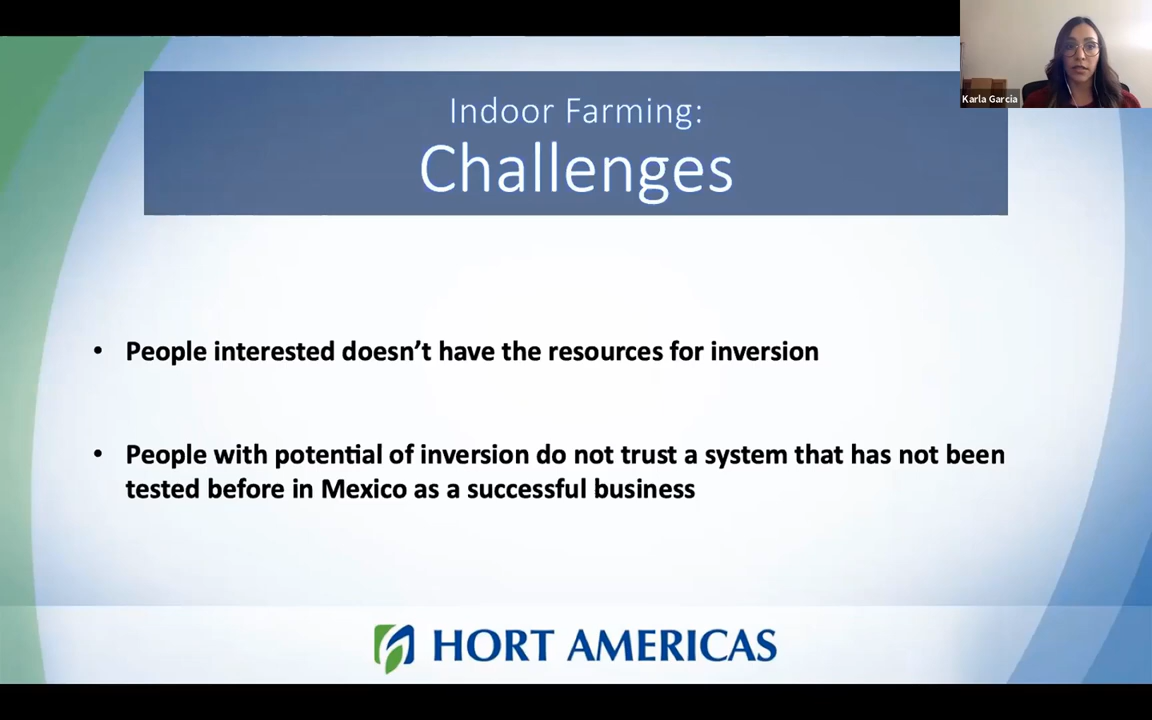 Karla Garcia
Indoor Farming:
Challenges
• People interested doesn't have the resources for inversion
• People with potential of inversion do not trust a system that has not been
tested before in Mexico as a successful business
HORT AMERICAS